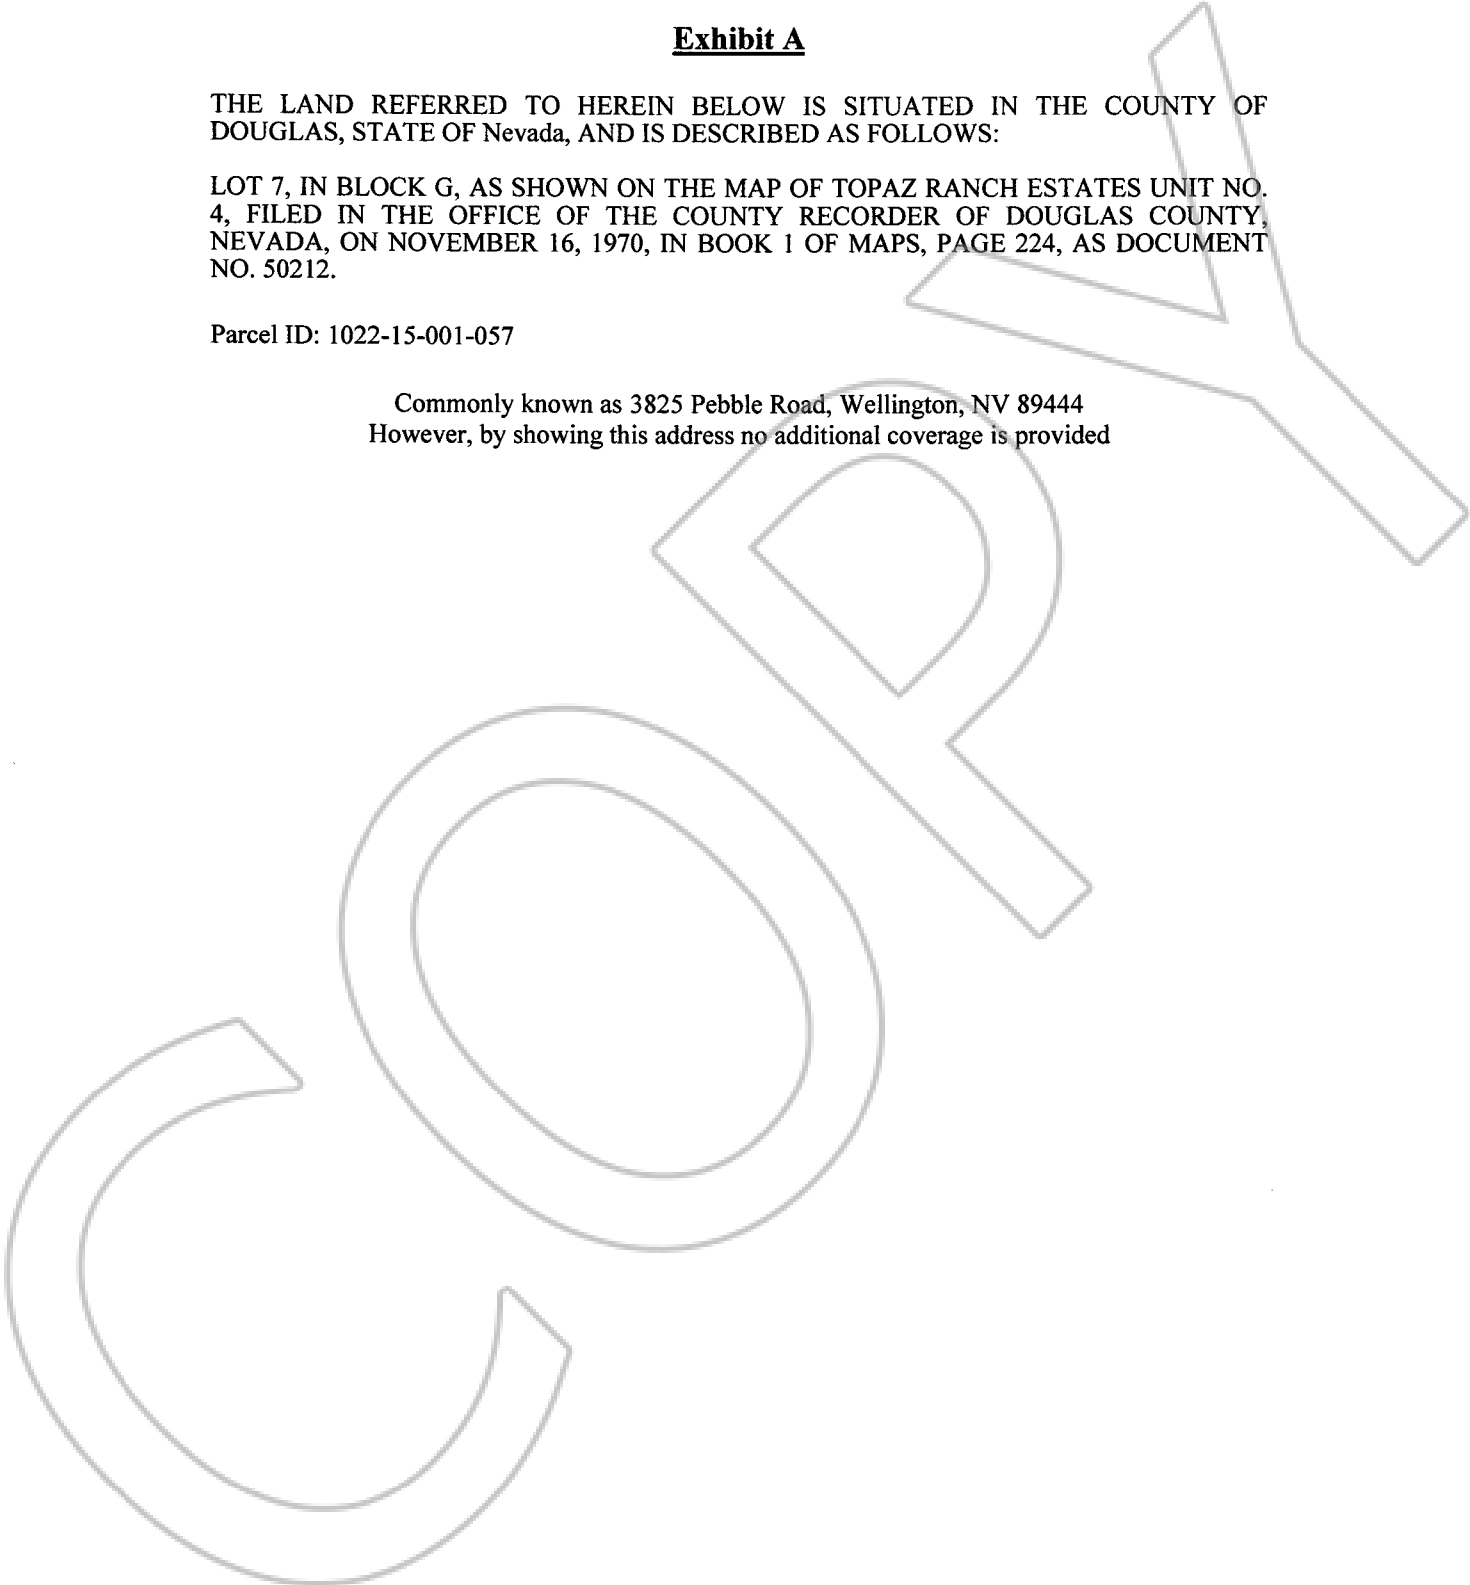 Exhibit A
THE LAND REFERRED TO HEREIN BELOW IS SITUATED IN THE COUNTY OF
DOUGLAS, STATE OF Nevada, AND IS DESCRIBED AS FOLLOWS:
LOT 7, IN BLOCK G, AS SHOWN ON THE MAP OF TOPAZ RANCH ESTATES UNIT NO.
4, FILED IN THE OFFICE OF THE COUNTY RECORDER OF DOUGLAS COUNTY,
NEVADA, ON NOVEMBER 16, 1970, IN BOOK 1 OF MAPS, PAGE 224, AS DOCUMENT
NO. 50212.
Parcel ID: 1022-15-001-057
Commonly known as 3825 Pebble Road, Wellington, NV 89444
However, by showing this address no additional coverage is provided
COPY